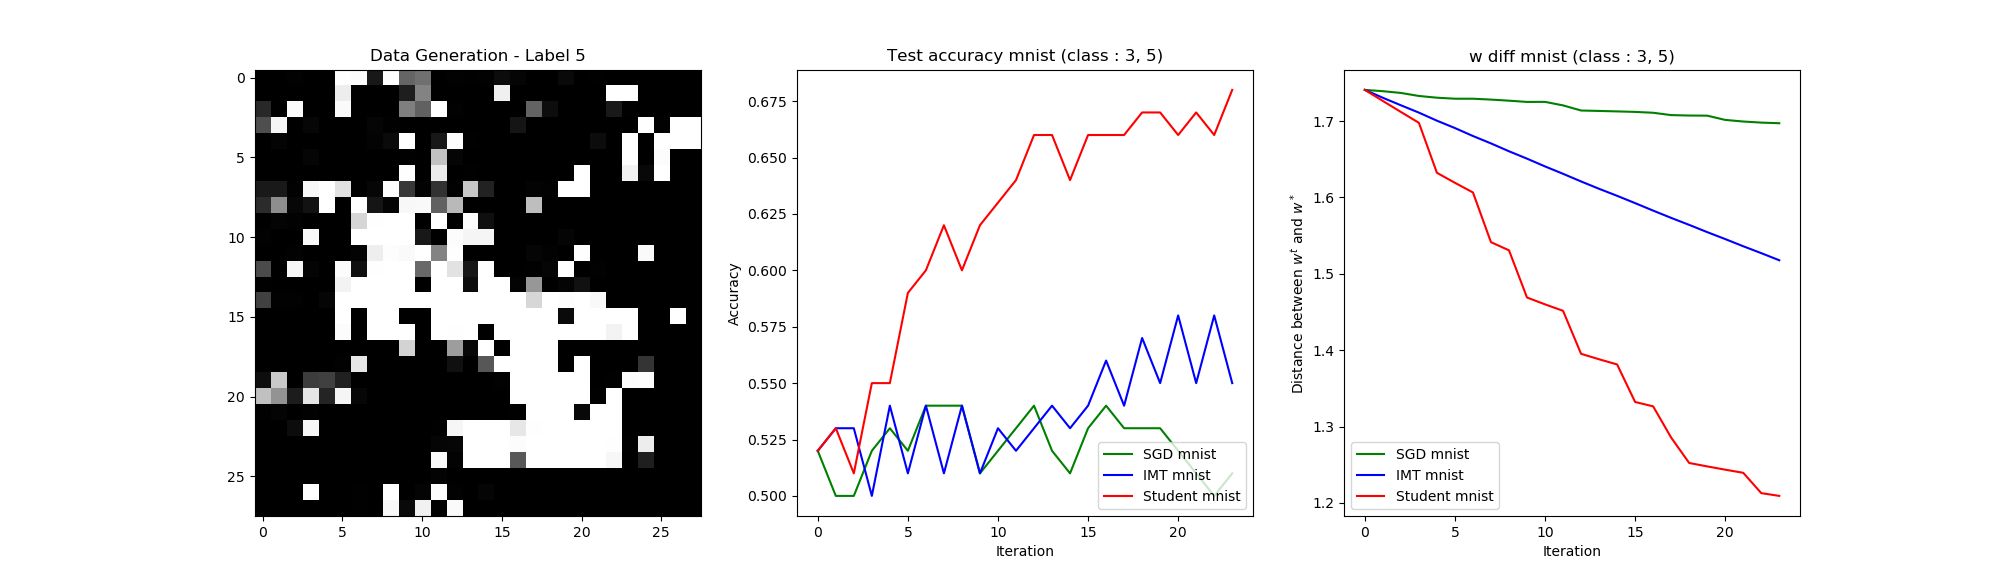 Data Generation - Label 5
0
5
10
15
20
25
0
5
10
15
20
25
Test accuracy mnist (class : 3, 5)
Accuracy
0.675
0.650
0.625
0.600
0.575
0.550
0.525
0.500
SGD mnist
IMT mnist
Student mnist
0
5
10
15
20
Iteration
w diff mnist (class : 3, 5)
Distance between w^t and w^*
1.7
1.6
1.5
1.4
1.3
1.2
SGD mnist
IMT mnist
Student mnist
0
5
10
15
20
Iteration